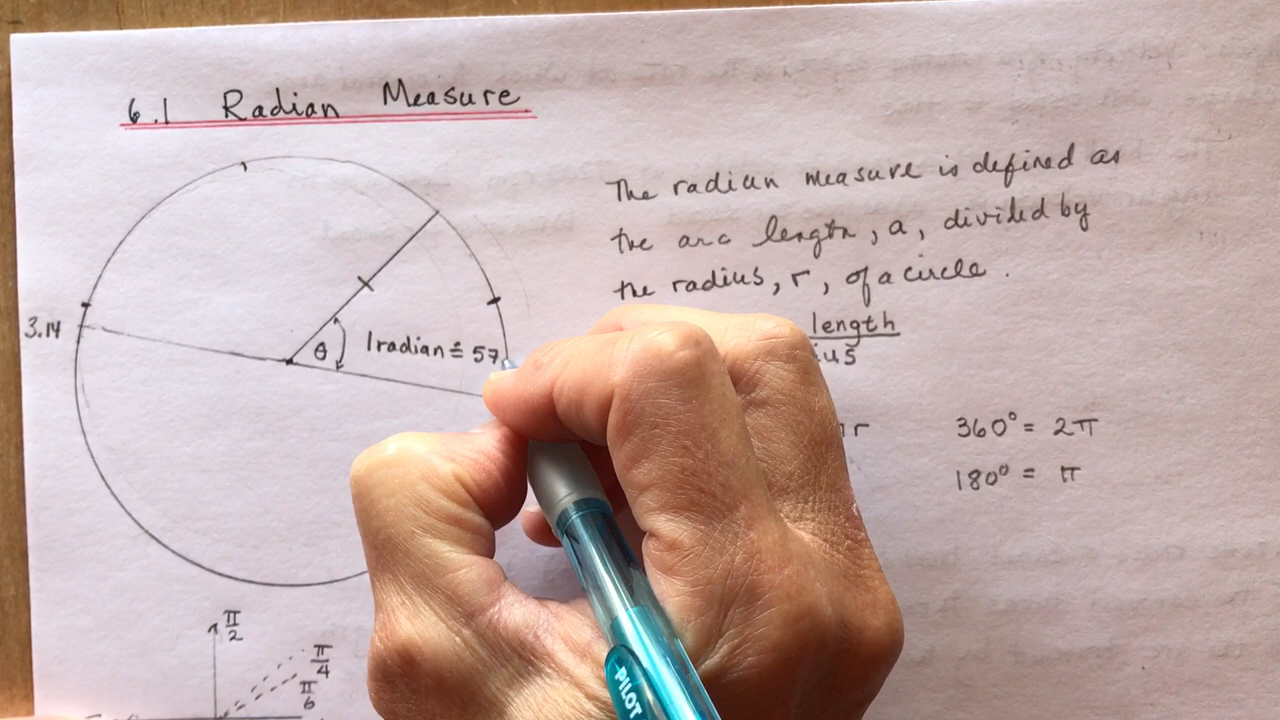 6.1 Radian Measure
The radian measure is defined as
the arc length, a, divided by
the radius, r, of a circle.
length
ius
3.14
θ 1 radian ≐ 57
r 360° = 2π
180° = π
π/2
π/4
π/6
PILOT